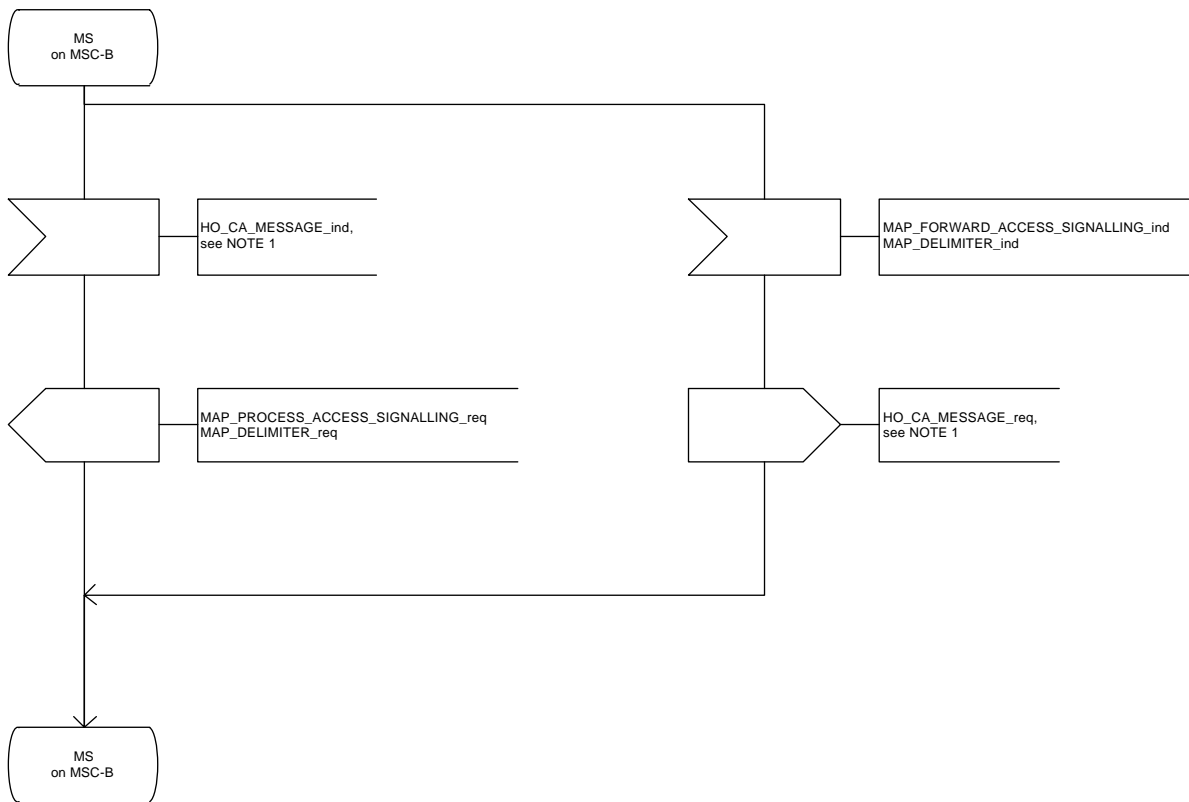 MS
on MSC-B
HO_CA_MESSAGE_ind,
see NOTE 1
MAP_FORWARD_ACCESS_SIGNALLING_ind
MAP_DELIMITER_ind
MAP_PROCESS_ACCESS_SIGNALLING_req
MAP_DELIMITER_req
HO_CA_MESSAGE_req,
see NOTE 1
MS
on MSC-B